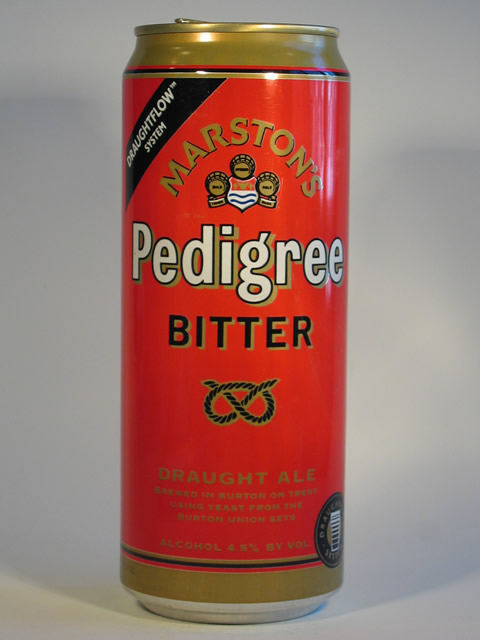 DRAUGHTFLOW™
SYSTEM
MARSTON'S
Pedigree
BITTER
DRAUGHT ALE
BREWED IN BURTON ON TRENT
USING YEAST FROM THE
BURTON UNION SETS
ALCOHOL 4.5% BY VOL.